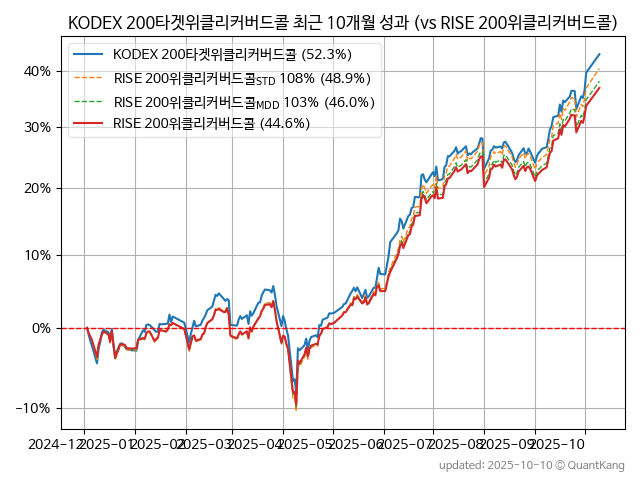 KODEX 200타겟위클리커버드콜 최근 10개월 성과 (vs RISE 200위클리커버드콜)
KODEX 200타겟위클리커버드콜 (52.3%)
RISE 200위클리커버드콜STD 108% (48.9%)
RISE 200위클리커버드콜MDD 103% (46.0%)
RISE 200위클리커버드콜 (44.6%)
40%
30%
20%
10%
0%
−10%
2024-12 2025-01 2025-02 2025-03 2025-04 2025-05 2025-06 2025-07 2025-08 2025-09 2025-10
updated: 2025-10-10 © QuantKang